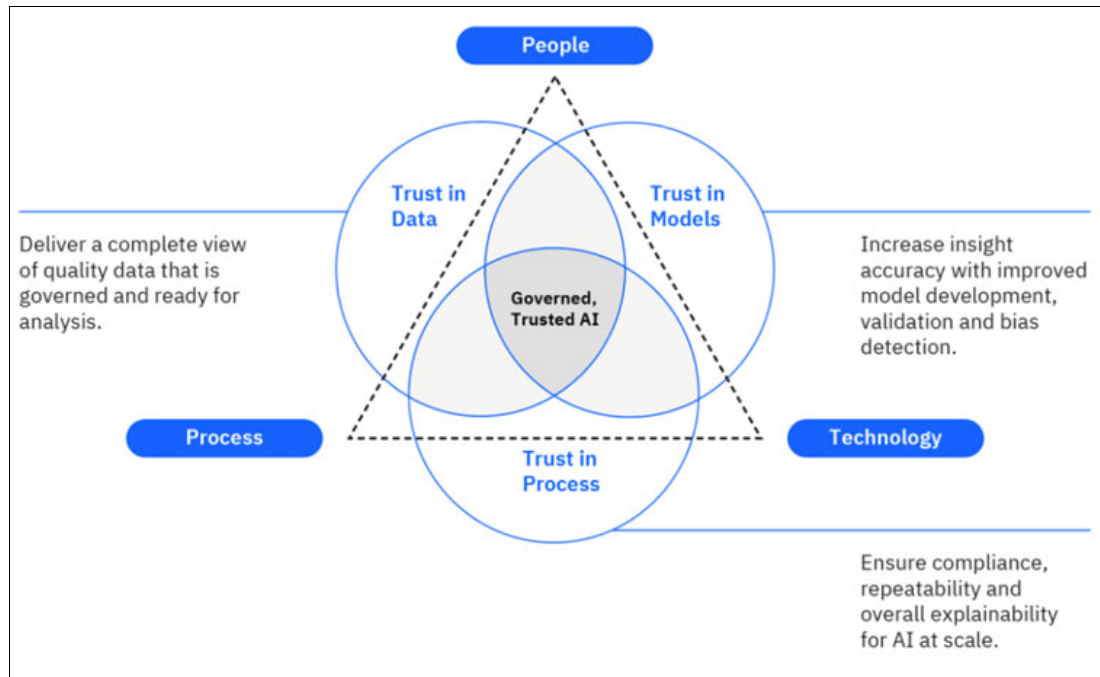 People
Trust in
Data
Trust in
Models
Deliver a complete view
of quality data that is
governed and ready for
analysis.
Increase insight
accuracy with improved
model development,
validation and bias
detection.
Governed,
Trusted AI
Process
Technology
Trust in
Process
Ensure compliance,
repeatability and
overall explainability
for AI at scale.